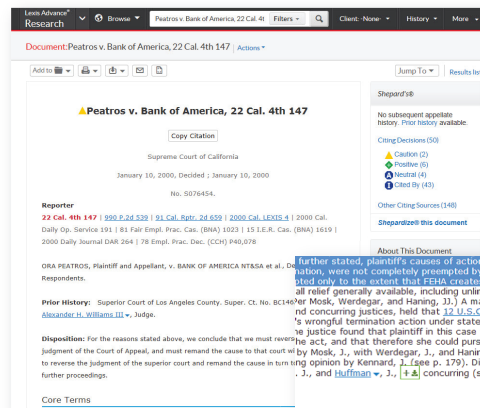 Lexis Advance®
Research
Browse
Peatros v. Bank of America, 22 Cal. 4t
Filters
Client: -None-
History
More
Document:Peatros v. Bank of America, 22 Cal. 4th 147 | Actions
Add to
Jump To
Results lis
Peatros v. Bank of America, 22 Cal. 4th 147
Copy Citation
Supreme Court of California
January 10, 2000, Decided ; January 10, 2000
No. S076454.
Reporter
22 Cal. 4th 147 | 990 P.2d 539 | 91 Cal. Rptr. 2d 659 | 2000 Cal. LEXIS 4 | 2000 Cal.
Daily Op. Service 191 | 81 Fair Empl. Prac. Cas. (BNA) 1023 | 15 I.E.R. Cas. (BNA) 1619 |
2000 Daily Journal DAR 264 | 78 Empl. Prac. Dec. (CCH) P40,078
ORA PEATROS, Plaintiff and Appellant, v. BANK OF AMERICA NT&SA et al., De
Respondents.
Prior History: Superior Court of Los Angeles County. Super. Ct. No. BC146
Alexander H. Williams III, Judge.
Disposition: For the reasons stated above, we conclude that we must revers
judgment of the Court of Appeal, and must remand the cause to that court wi
to reverse the judgment of the superior court and remand the cause in turn t
further proceedings.
Core Terms
Shepard's®
No subsequent appellate
history. Prior history available.
Citing Decisions (50)
Caution (2)
Positive (6)
A Neutral (4)
I Cited By (43)
Other Citing Sources (148)
Shepardize® this document
About This Document
further stated, plaintiff's causes of action
nation, were not completely preempted by
pted only to the extent that FEHA creates
all relief generally available, including unlim
er Mosk, Werdegar, and Haning, JJ.) A ma
nd concurring justices, held that 12 U.S.C
's wrongful termination action under state
e justice found that plaintiff in this case
he act, and that therefore she could purs
by Mosk, J., with Werdegar, J., and Hanin
ng opinion by Kennard, J. (see p. 179). Di
. J., and Huffman, J., concurring (s